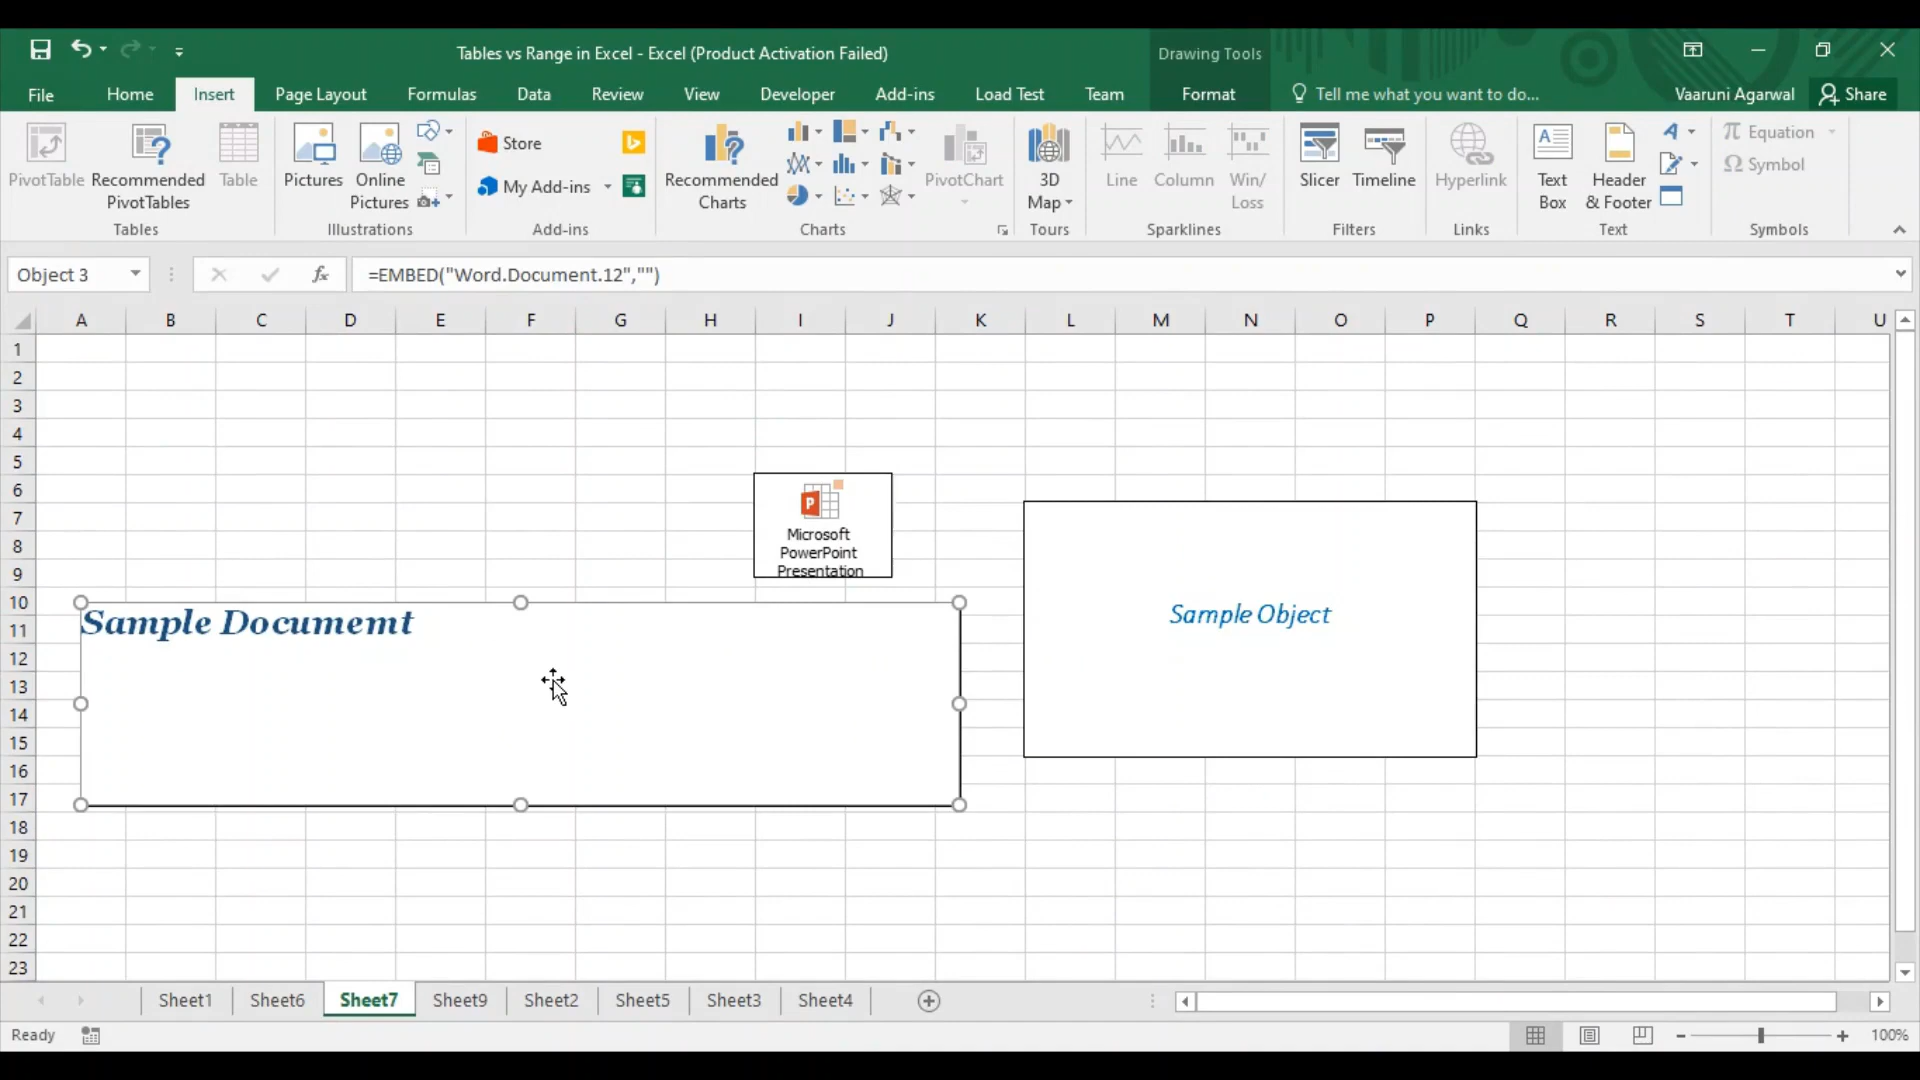 Tables vs Range in Excel - Excel (Product Activation Failed)
Drawing Tools
File Home Insert Page Layout Formulas Data Review View Developer Add-ins Load Test Team Format Tell me what you want to do... Vaaruni Agarwal Share
PivotTable
Recommended
PivotTables
Table
Tables
Pictures
Online
Pictures
Illustrations
Store
My Add-ins
Add-ins
Recommended
Charts
PivotChart
Charts
3D
Map
Tours
Line
Column
Win/
Loss
Sparklines
Slicer
Timeline
Filters
Hyperlink
Links
Text
Box
Header
& Footer
Text
π Equation
Ω Symbol
Symbols
Object 3
fx
=EMBED("Word.Document.12","")
A B C D E F G H I J K L M N O P Q R S T U
1
2
3
4
5
6
7
8
9
10
11
12
13
14
15
16
17
18
19
20
21
22
23
Microsoft
PowerPoint
Presentation
Sample Documemt
Sample Object
Sheet1 Sheet6 Sheet7 Sheet9 Sheet2 Sheet5 Sheet3 Sheet4
Ready
100%